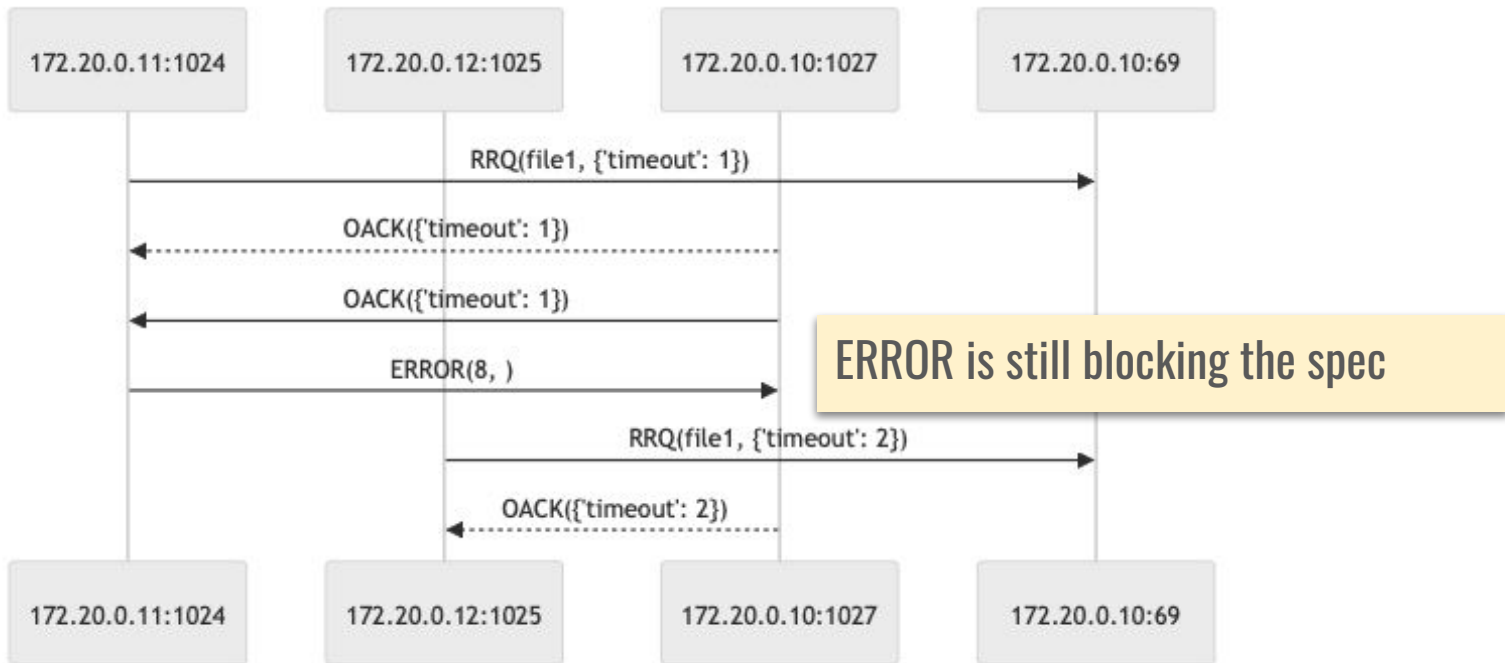 172.20.0.11:1024
172.20.0.12:1025
172.20.0.10:1027
172.20.0.10:69
RRQ(file1, {'timeout': 1})
OACK({'timeout': 1})
OACK({'timeout': 1})
ERROR(8, )
ERROR is still blocking the spec
RRQ(file1, {'timeout': 2})
OACK({'timeout': 2})
172.20.0.11:1024
172.20.0.12:1025
172.20.0.10:1027
172.20.0.10:69